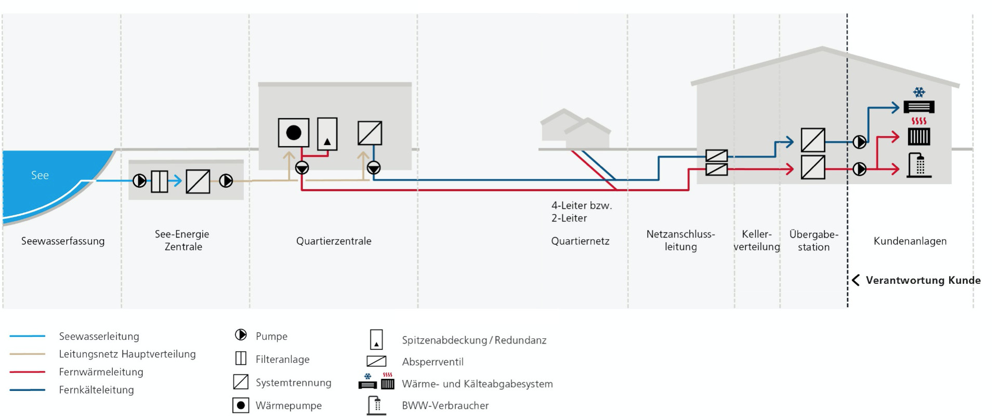 See
4-Leiter bzw.
2-Leiter
Seewasserfassung
See-Energie
Zentrale
Quartierzentrale
Quartiernetz
Netzanschluss-
leitung
Keller-
verteilung
Übergabe-
station
Kundenanlagen
Verantwortung Kunde
Seewasserleitung
Leitungsnetz Hauptverteilung
Fernwärmeleitung
Fernkälteleitung
Pumpe
Filteranlage
Systemtrennung
Wärmepumpe
Spitzenabdeckung / Redundanz
Absperrventil
Wärme- und Kälteabgabesystem
BWW-Verbraucher